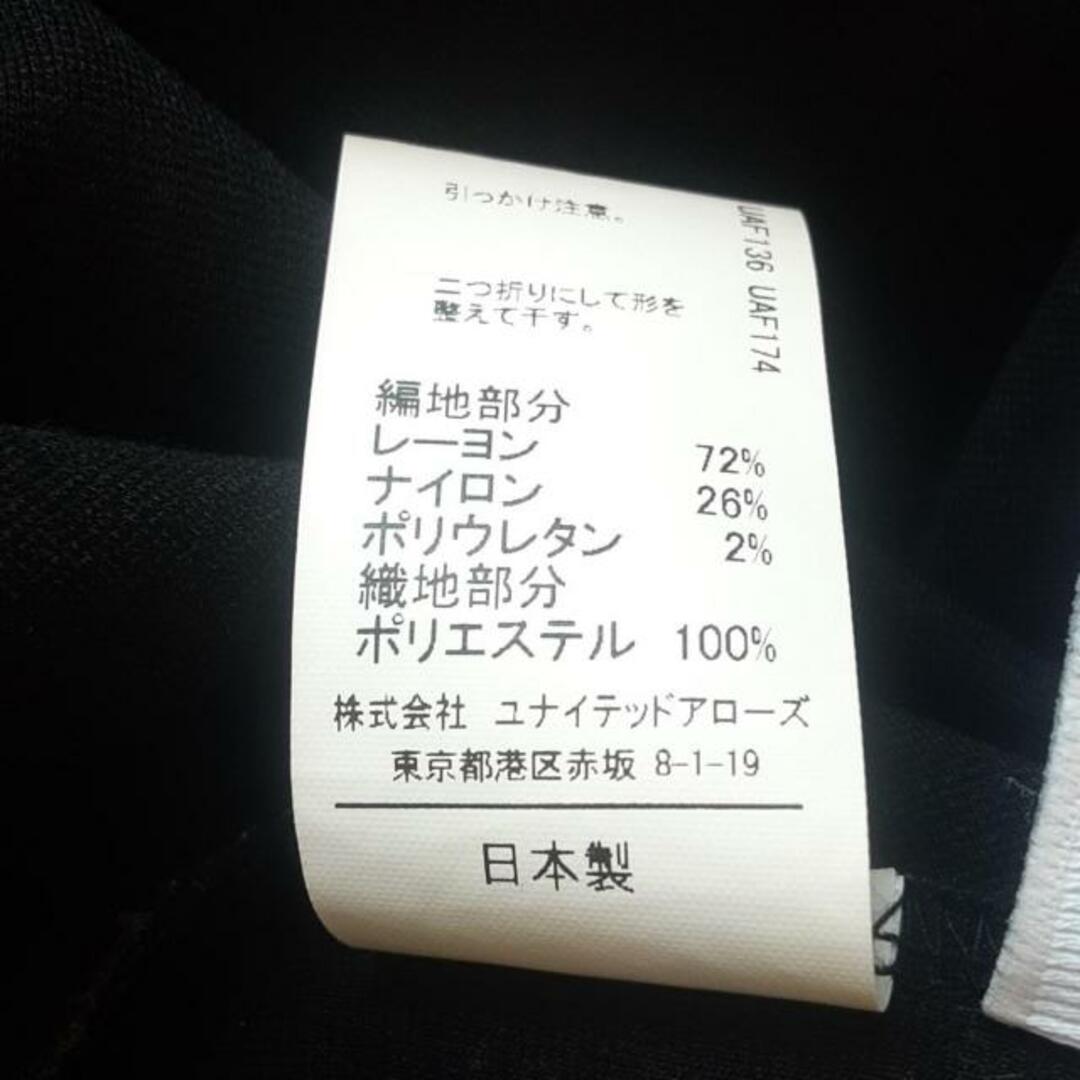 引っかけ注意。
UAF136 UAF174
二つ折りにして形を
整えて干す。
編地部分
レーヨン 72%
ナイロン 26%
ポリウレタン 2%
織地部分
ポリエステル 100%
株式会社 ユナイテッドアローズ
東京都港区赤坂 8-1-19
日本製